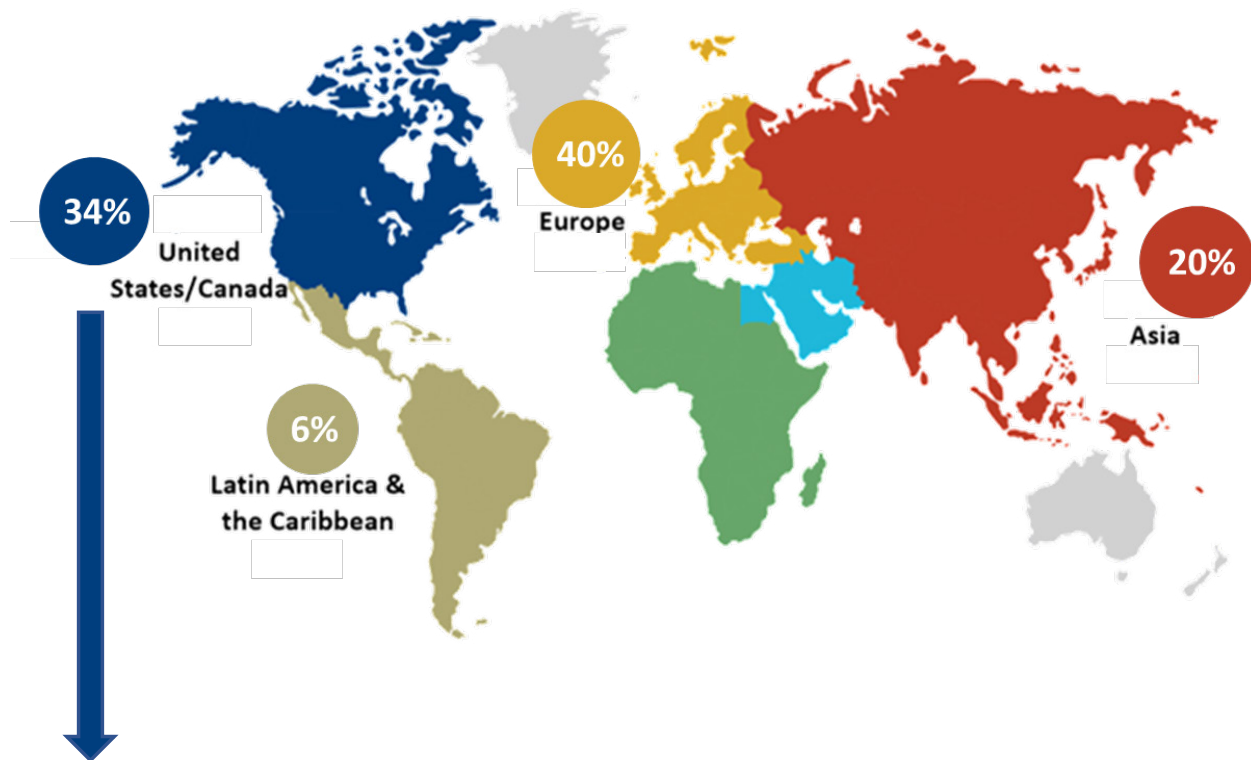 34%
United
States/Canada
40%
Europe
20%
Asia
6%
Latin America &
the Caribbean